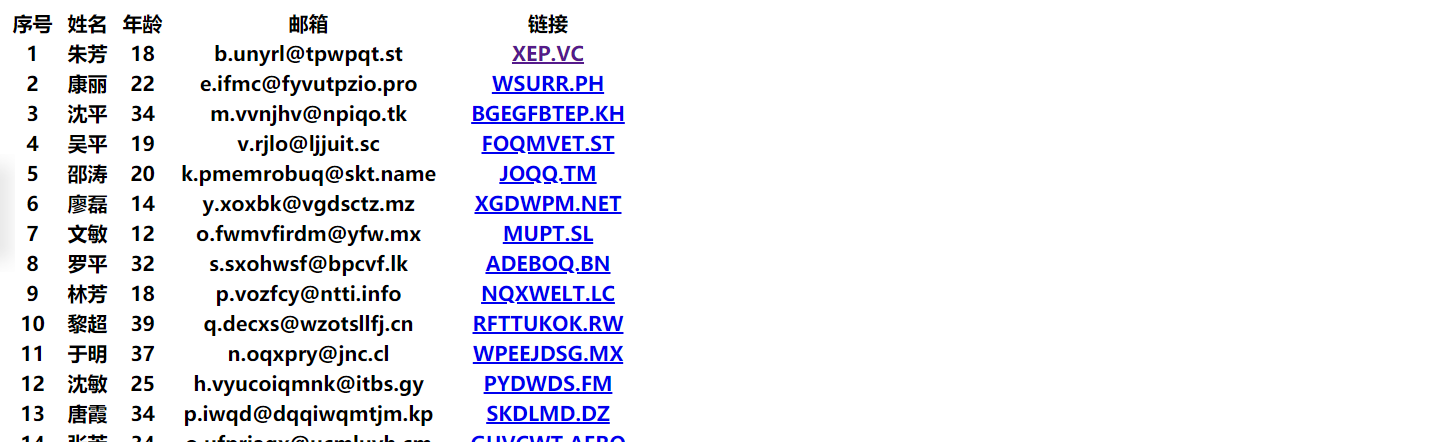 序号 姓名 年龄 邮箱 链接
1 朱芳 18 b.unyrl@tpwpqt.st XEP.VC
2 康丽 22 e.ifmc@fyvutpzio.pro WSURR.PH
3 沈平 34 m.vvnjhv@npiqo.tk BGEGFBTEP.KH
4 吴平 19 v.rjlo@ljjuit.sc FOQMVET.ST
5 邵涛 20 k.pmemrobuq@skt.name JOQQ.TM
6 廖磊 14 y.xoxbk@vgdsctz.mz XGDWPM.NET
7 文敏 12 o.fwmvfirdm@yfw.mx MUPT.SL
8 罗平 32 s.sxohwsf@bpcvf.lk ADEBOQ.BN
9 林芳 18 p.vozfcy@ntti.info NQXWELT.LC
10 黎超 39 q.decxs@wzotsllfj.cn RFTTUKOK.RW
11 于明 37 n.oqxpry@jnc.cl WPEEJDSG.MX
12 沈敏 25 h.vyucoiqmnk@itbs.gy PYDWDS.FM
13 唐霞 34 p.iwqd@dqqiwqmtjm.kp SKDLMD.DZ
14